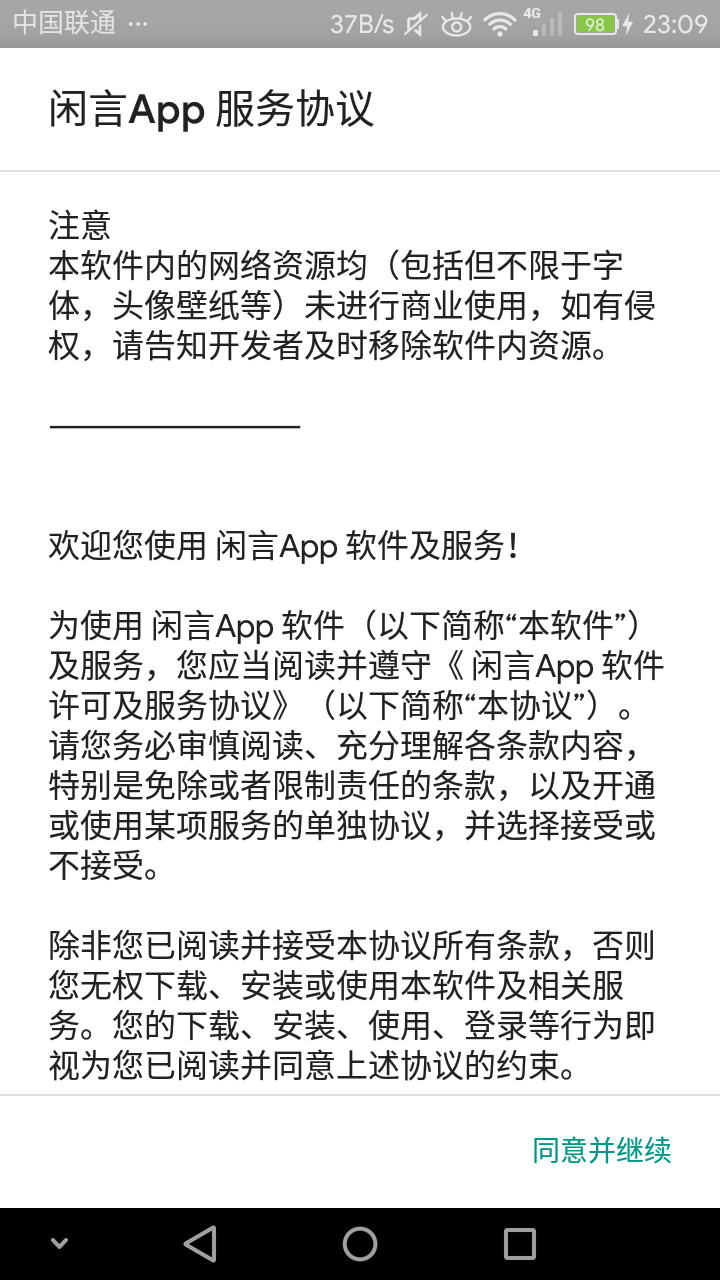 中国联通 ...
37B/s 4G 98 23:09
闲言App 服务协议
注意
本软件内的网络资源均（包括但不限于字
体，头像壁纸等）未进行商业使用，如有侵
权，请告知开发者及时移除软件内资源。
欢迎您使用 闲言App 软件及服务！
为使用 闲言App 软件（以下简称“本软件”）
及服务，您应当阅读并遵守《 闲言App 软件
许可及服务协议》（以下简称“本协议”）。
请您务必审慎阅读、充分理解各条款内容，
特别是免除或者限制责任的条款，以及开通
或使用某项服务的单独协议，并选择接受或
不接受。
除非您已阅读并接受本协议所有条款，否则
您无权下载、安装或使用本软件及相关服
务。您的下载、安装、使用、登录等行为即
视为您已阅读并同意上述协议的约束。
同意并继续